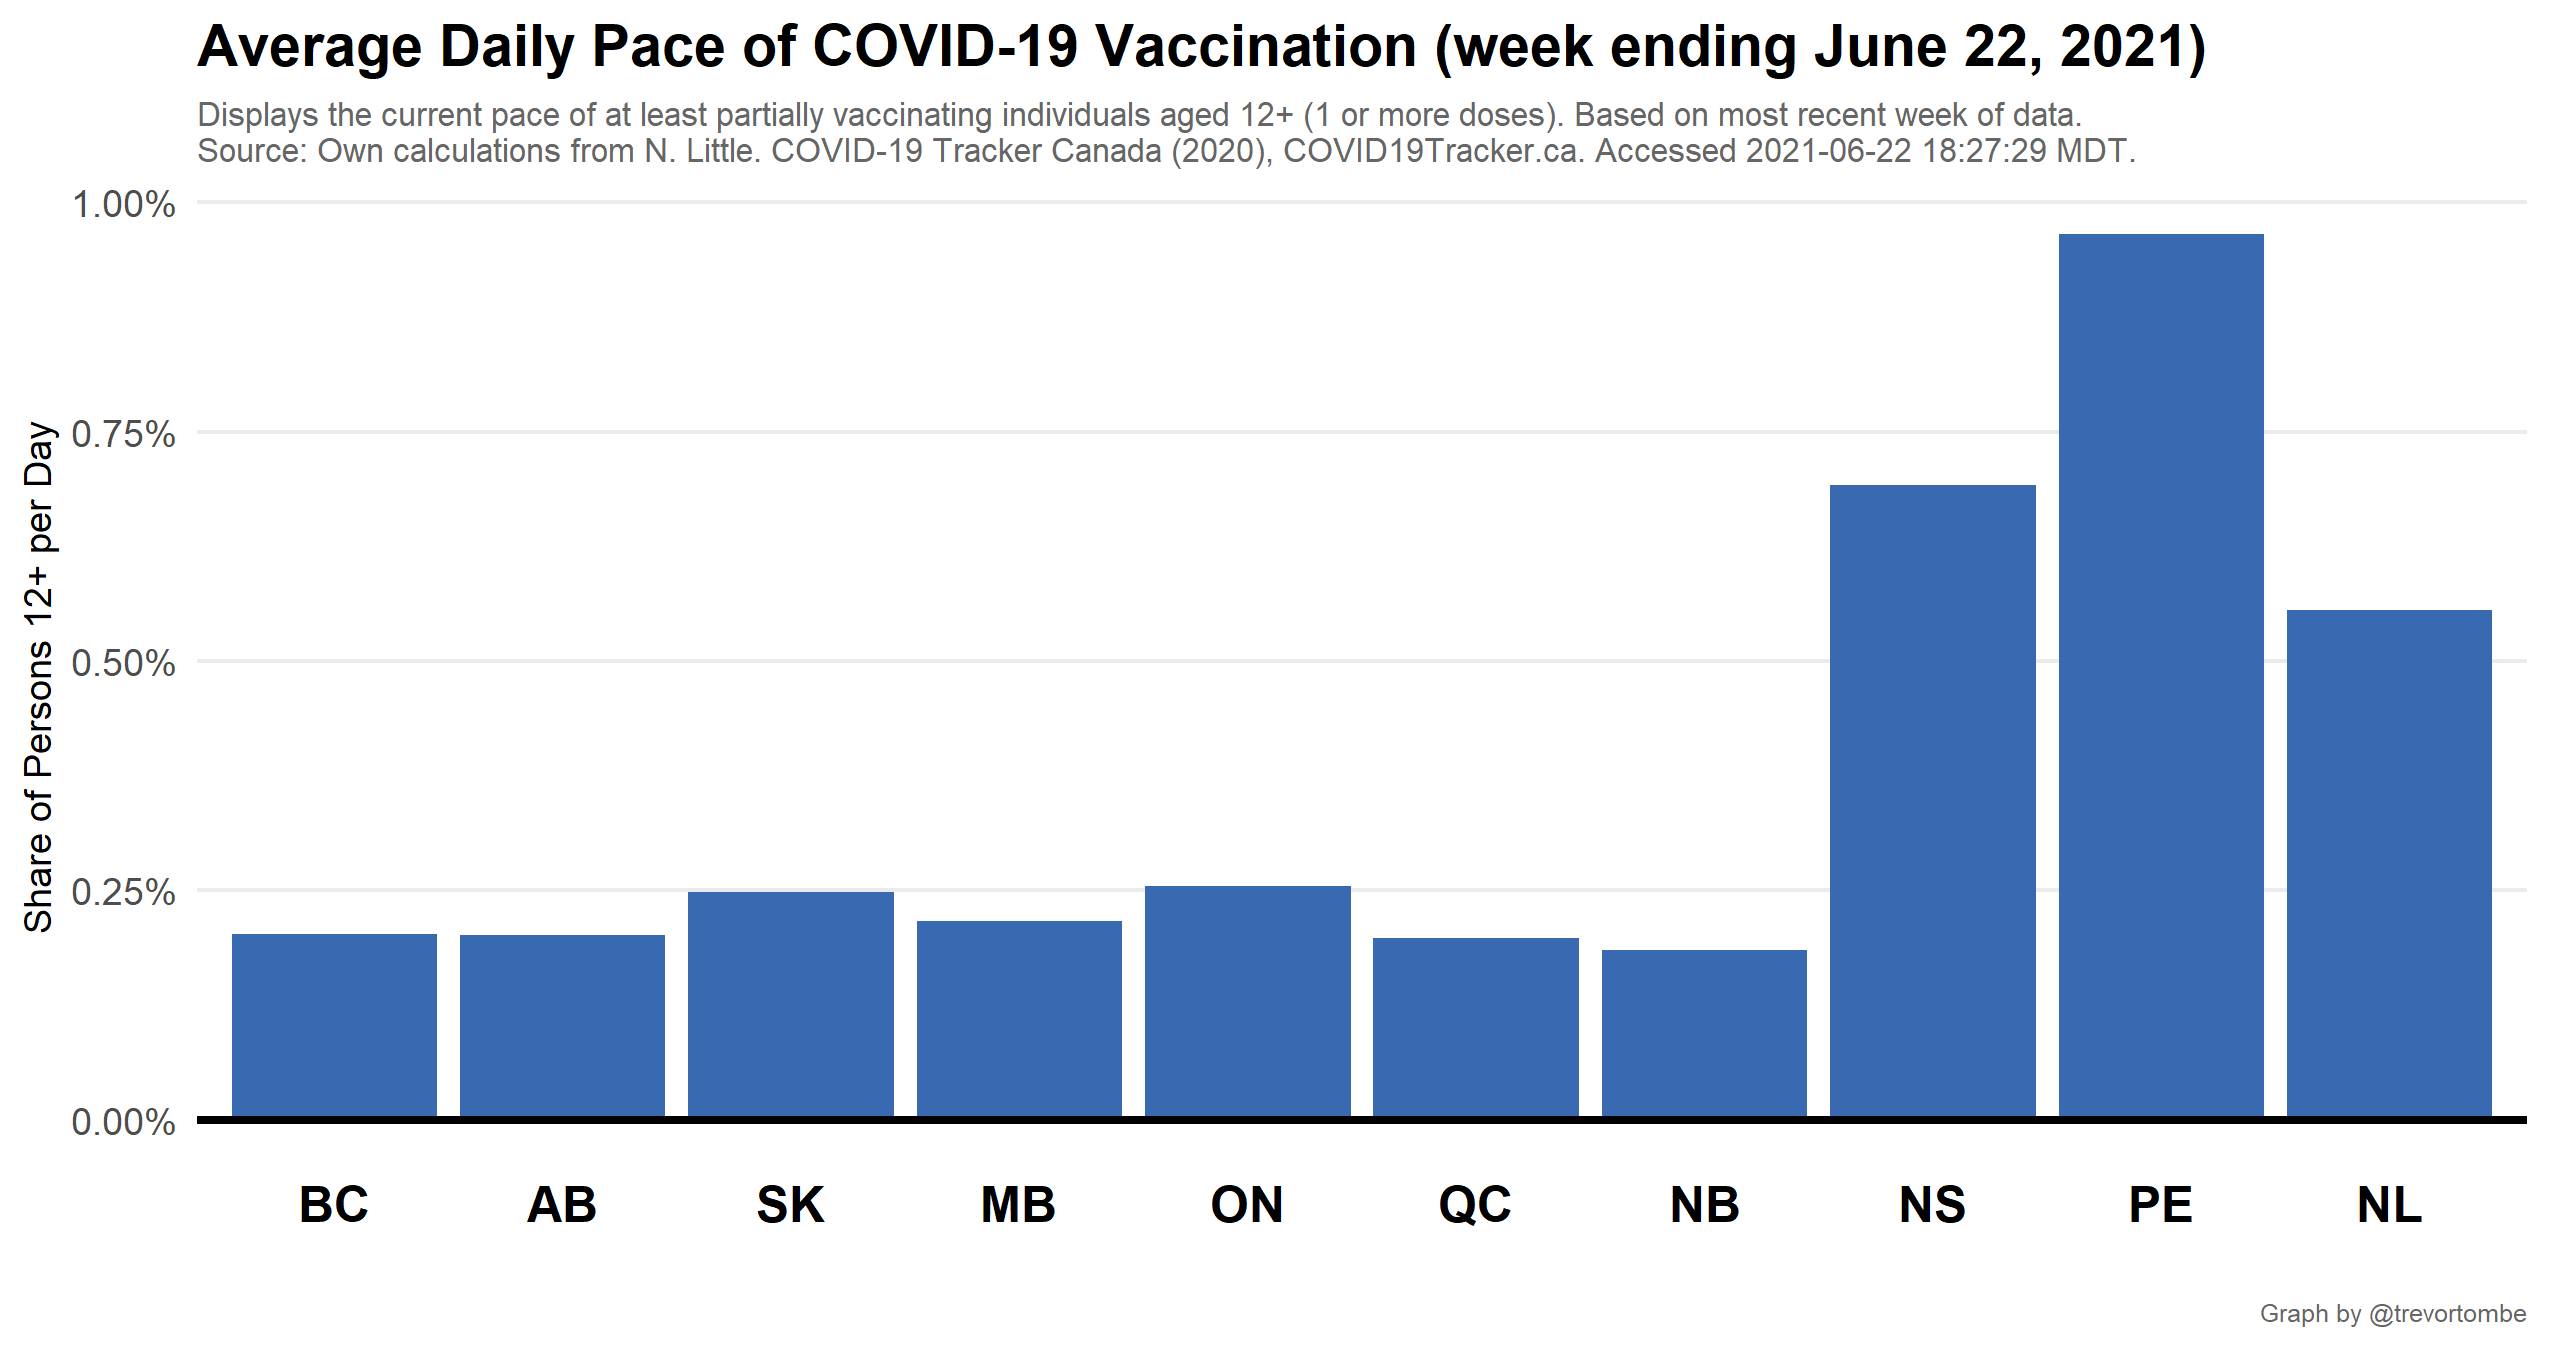 Average Daily Pace of COVID-19 Vaccination (week ending June 22, 2021)
Displays the current pace of at least partially vaccinating individuals aged 12+ (1 or more doses). Based on most recent week of data.
Source: Own calculations from N. Little. COVID-19 Tracker Canada (2020), COVID19Tracker.ca. Accessed 2021-06-22 18:27:29 MDT.
Share of Persons 12+ per Day
1.00%
0.75%
0.50%
0.25%
0.00%
BC AB SK MB ON QC NB NS PE NL
Graph by @trevortombe